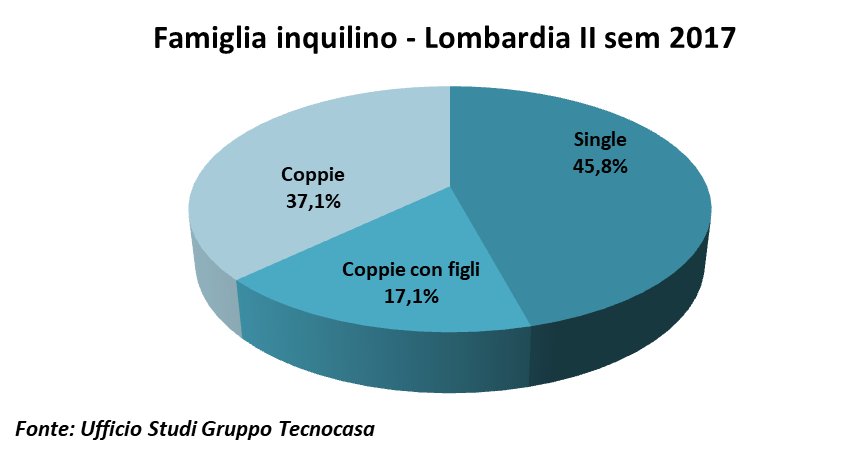 Famiglia inquilino - Lombardia II sem 2017
Single
45,8%
Coppie
37,1%
Coppie con figli
17,1%
Fonte: Ufficio Studi Gruppo Tecnocasa